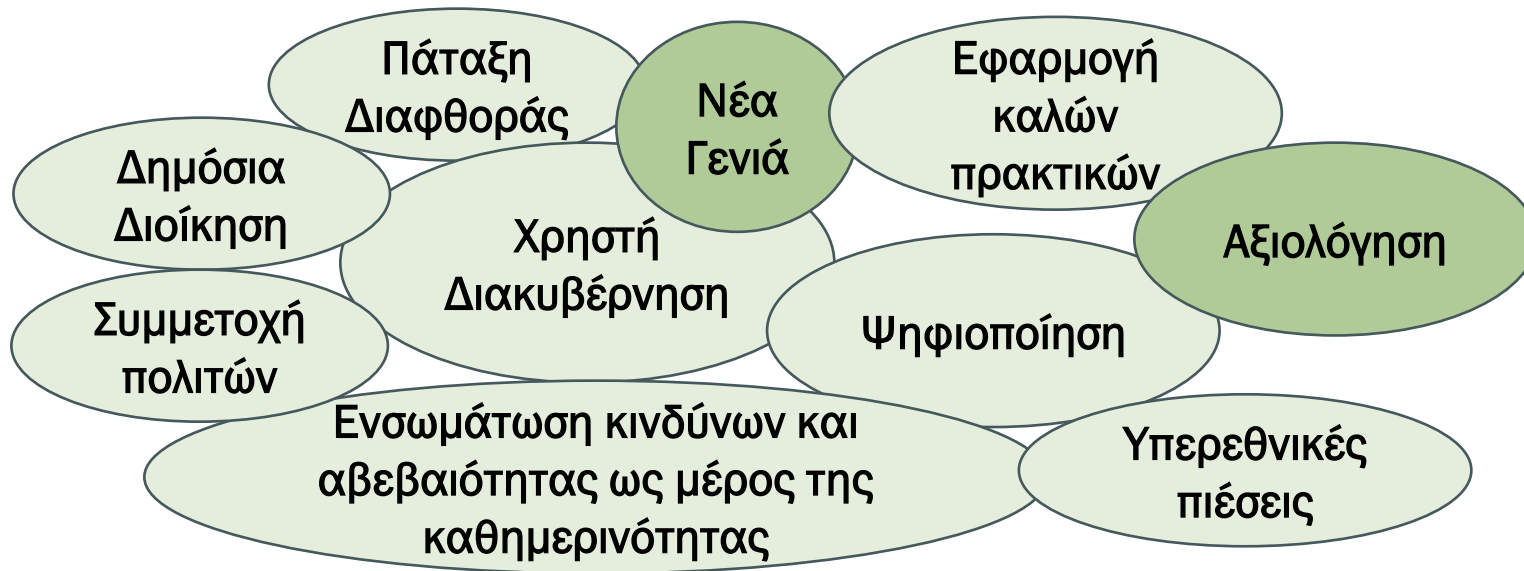 Πάταξη
Διαφθοράς
Νέα
Γενιά
Εφαρμογή
καλών
πρακτικών
Δημόσια
Διοίκηση
Χρηστή
Διακυβέρνηση
Αξιολόγηση
Συμμετοχή
πολιτών
Ψηφιοποίηση
Ενσωμάτωση κινδύνων και
αβεβαιότητας ως μέρος της
καθημερινότητας
Υπερεθνικές
πιέσεις